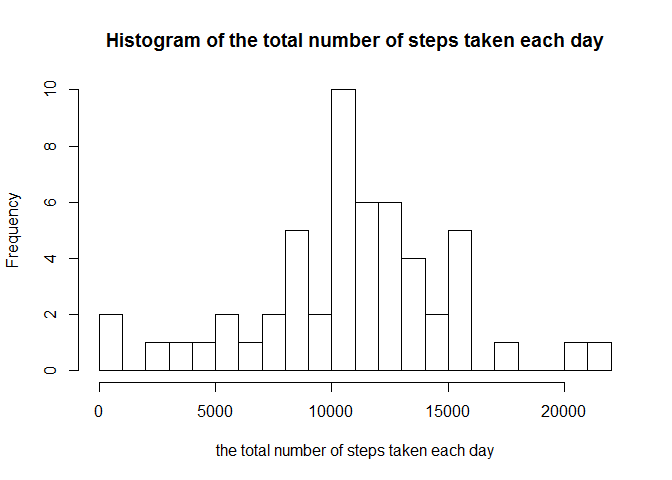 Histogram of the total number of steps taken each day
Frequency
10
8
6
4
2
0
0 5000 10000 15000 20000
the total number of steps taken each day